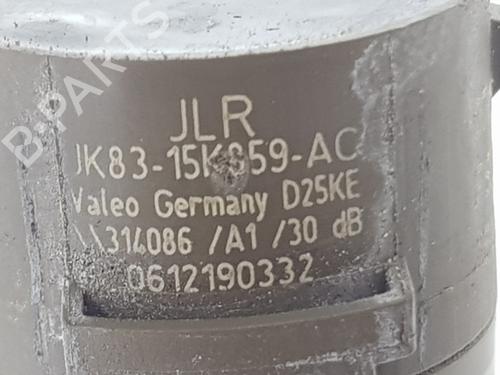 JLR
JK83-15K859-AC
Valeo Germany D25KE
\\314086 /A1 /30 dB
0612190332
B-PARTS